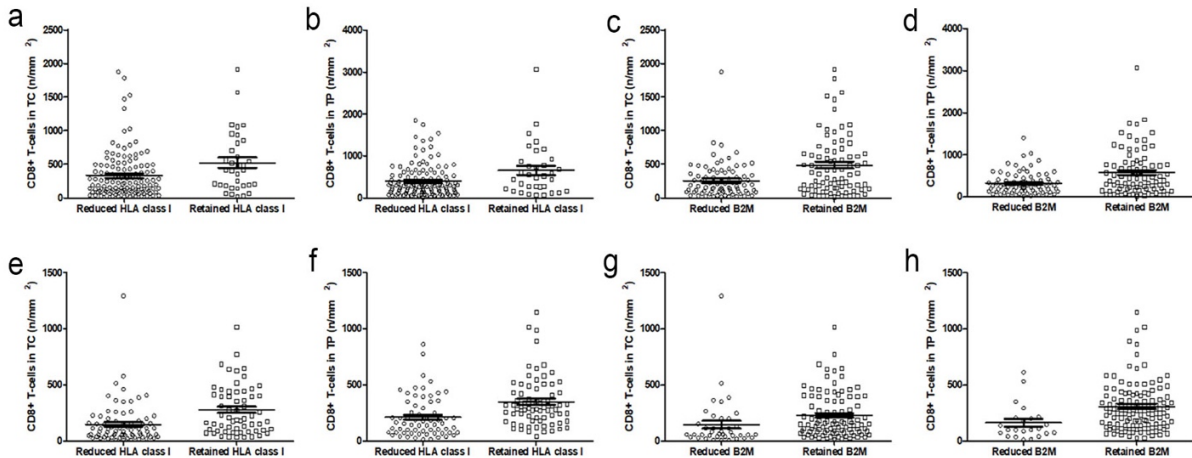 a
CD8+ T-cells in TC (n/mm 2)
2500
2000
1500
1000
500
0
Reduced HLA class I Retained HLA class I
b
CD8+ T-cells in TP (n/mm 2)
4000
3000
2000
1000
0
Reduced HLA class I Retained HLA class I
c
CD8+ T-cells in TC (n/mm 2)
2500
2000
1500
1000
500
0
Reduced B2M Retained B2M
d
CD8+ T-cells in TP (n/mm 2)
4000
3000
2000
1000
0
Reduced B2M Retained B2M
e
CD8+ T-cells in TC (n/mm 2)
1500
1000
500
0
Reduced HLA class I Retained HLA class I
f
CD8+ T-cells in TP (n/mm 2)
1500
1000
500
0
Reduced HLA class I Retained HLA class I
g
CD8+ T-cells in TC (n/mm 2)
1500
1000
500
0
Reduced B2M Retained B2M
h
CD8+ T-cells in TP (n/mm 2)
1500
1000
500
0
Reduced B2M Retained B2M